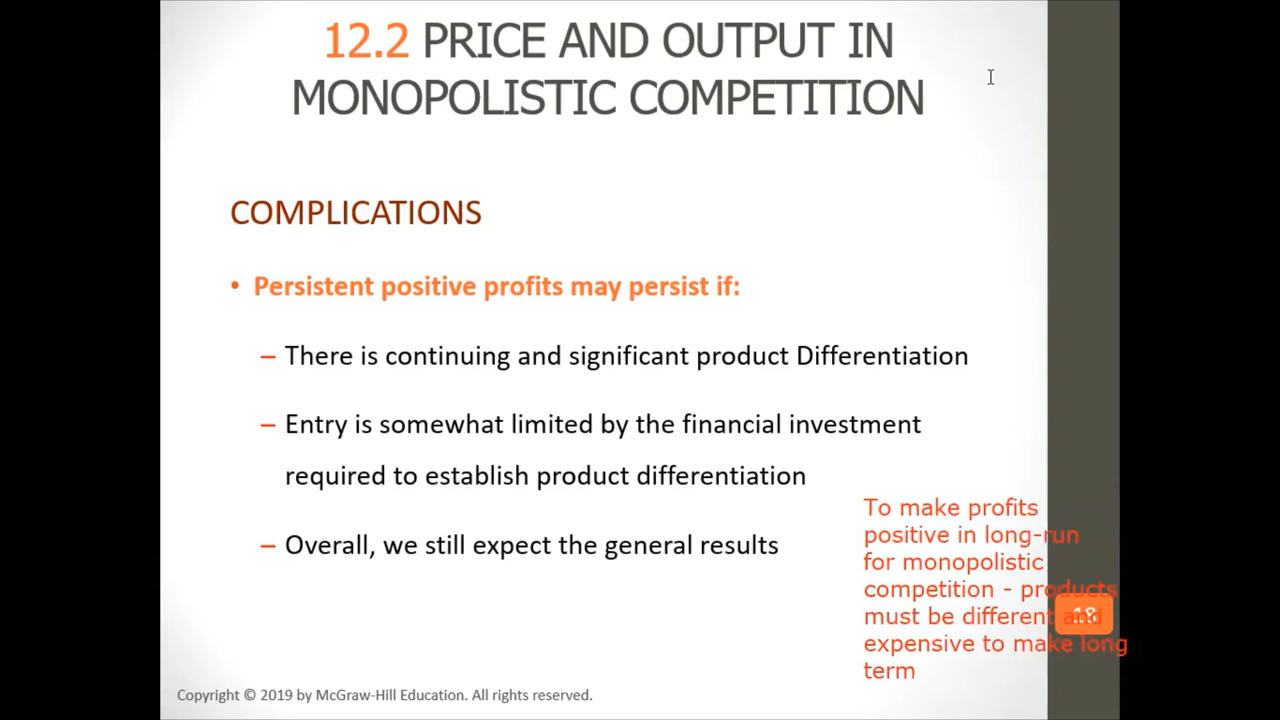 12.2 PRICE AND OUTPUT IN
MONOPOLISTIC COMPETITION
COMPLICATIONS
• Persistent positive profits may persist if:
– There is continuing and significant product Differentiation
– Entry is somewhat limited by the financial investment
required to establish product differentiation
– Overall, we still expect the general results
To make profits
positive in long-run
for monopolistic
competition - products
must be different and
expensive to make long
term
18
Copyright © 2019 by McGraw-Hill Education. All rights reserved.